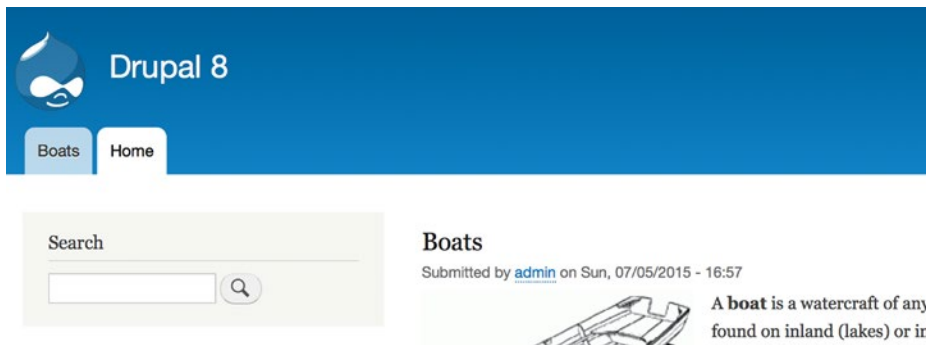 Drupal 8
Boats Home
Search
Boats
Submitted by admin on Sun, 07/05/2015 - 16:57
A boat is a watercraft of any
found on inland (lakes) or in